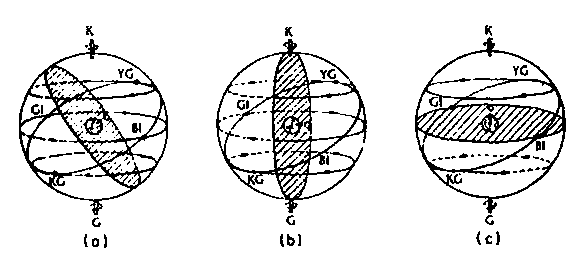 K K K
YG YG YG
GI GI GI
BI BI BI
KG KG KG
G G G
(a) (b) (c)